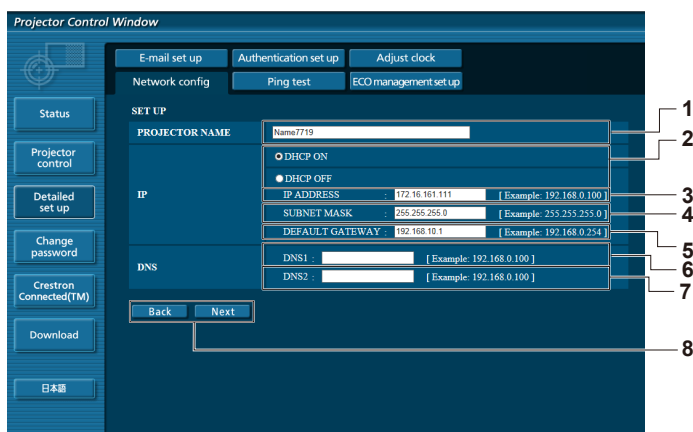 Projector Control Window
E-mail set up
Authentication set up
Adjust clock
Network config
Ping test
ECO management set up
Status
Projector
control
Detailed
set up
Change
password
Crestron
Connected(TM)
Download
日本語
SET UP
PROJECTOR NAME
Name7719
IP
DHCP ON
DHCP OFF
IP ADDRESS : 172.16.161.111 [ Example: 192.168.0.100 ]
SUBNET MASK : 255.255.255.0 [ Example: 255.255.255.0 ]
DEFAULT GATEWAY : 192.168.10.1 [ Example: 192.168.0.254 ]
DNS
DNS1 : [ Example: 192.168.0.100 ]
DNS2 : [ Example: 192.168.0.100 ]
Back
Next
1
2
3
4
5
6
7
8